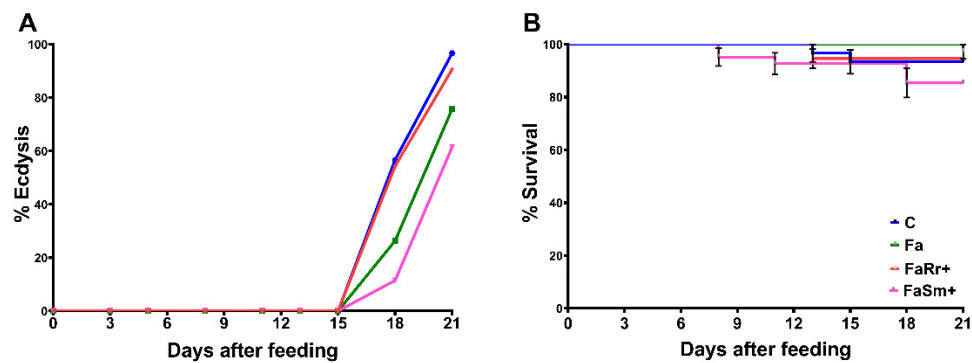 A
% Ecdysis
100
80
60
40
20
0
0 3 6 9 12 15 18 21
Days after feeding
B
% Survival
100
80
60
40
20
0
C
Fa
FaRr+
FaSm+
0 3 6 9 12 15 18 21
Days after feeding